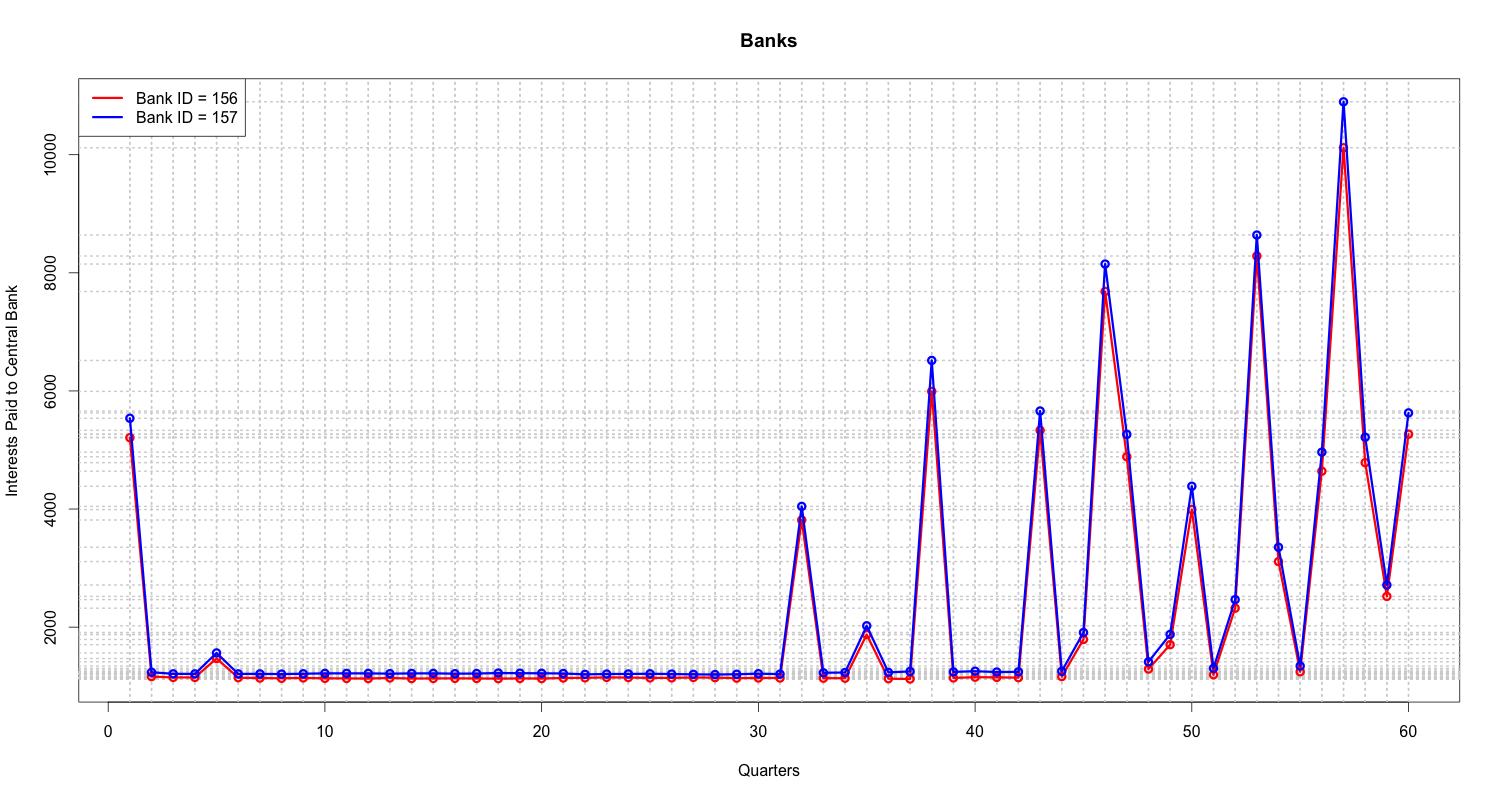 Banks
Bank ID = 156
Bank ID = 157
Interests Paid to Central Bank
10000
8000
6000
4000
2000
0 10 20 30 40 50 60
Quarters